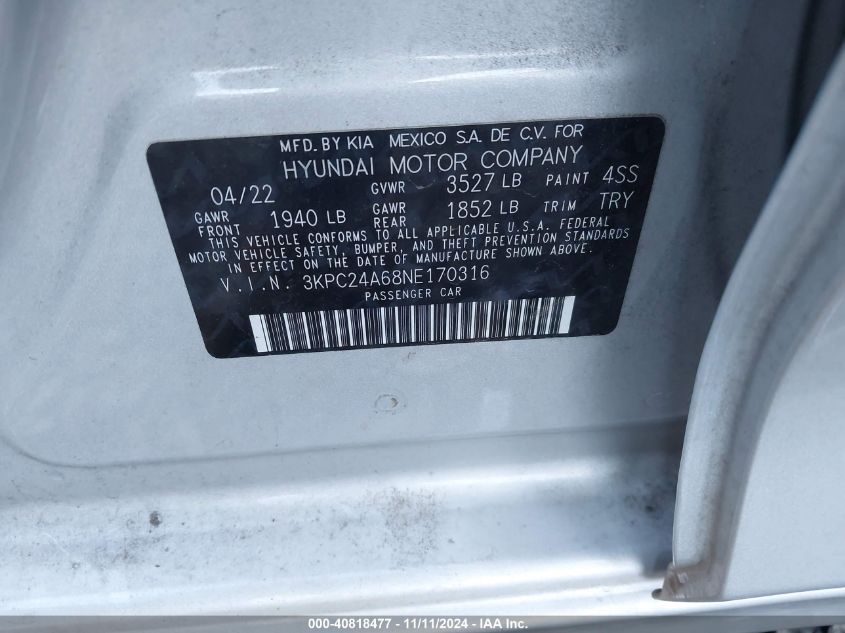 MFD. BY KIA MEXICO S.A. DE C.V. FOR
HYUNDAI MOTOR COMPANY
04/22 GVWR 3527 LB PAINT 4SS
GAWR FRONT 1940 LB GAWR REAR 1852 LB TRIM TRY
THIS VEHICLE CONFORMS TO ALL APPLICABLE U.S.A. FEDERAL
MOTOR VEHICLE SAFETY, BUMPER, AND THEFT PREVENTION STANDARDS
IN EFFECT ON THE DATE OF MANUFACTURE SHOWN ABOVE.
V.I.N. 3KPC24A68NE170316
PASSENGER CAR
000-40818477 - 11/11/2024 - IAA Inc.